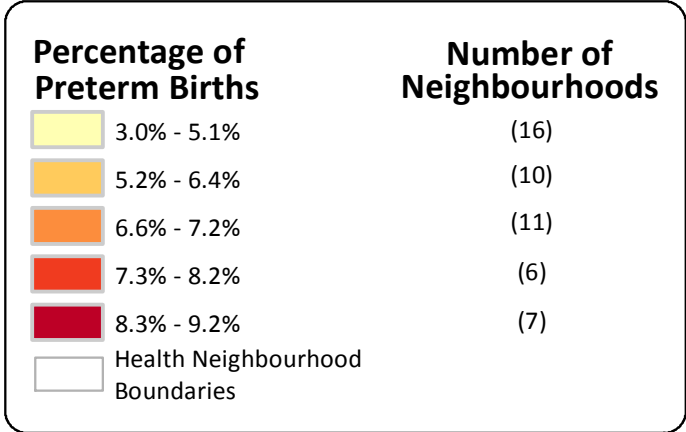 Percentage of Preterm Births
Number of Neighbourhoods
3.0% - 5.1% (16)
5.2% - 6.4% (10)
6.6% - 7.2% (11)
7.3% - 8.2% (6)
8.3% - 9.2% (7)
Health Neighbourhood
Boundaries